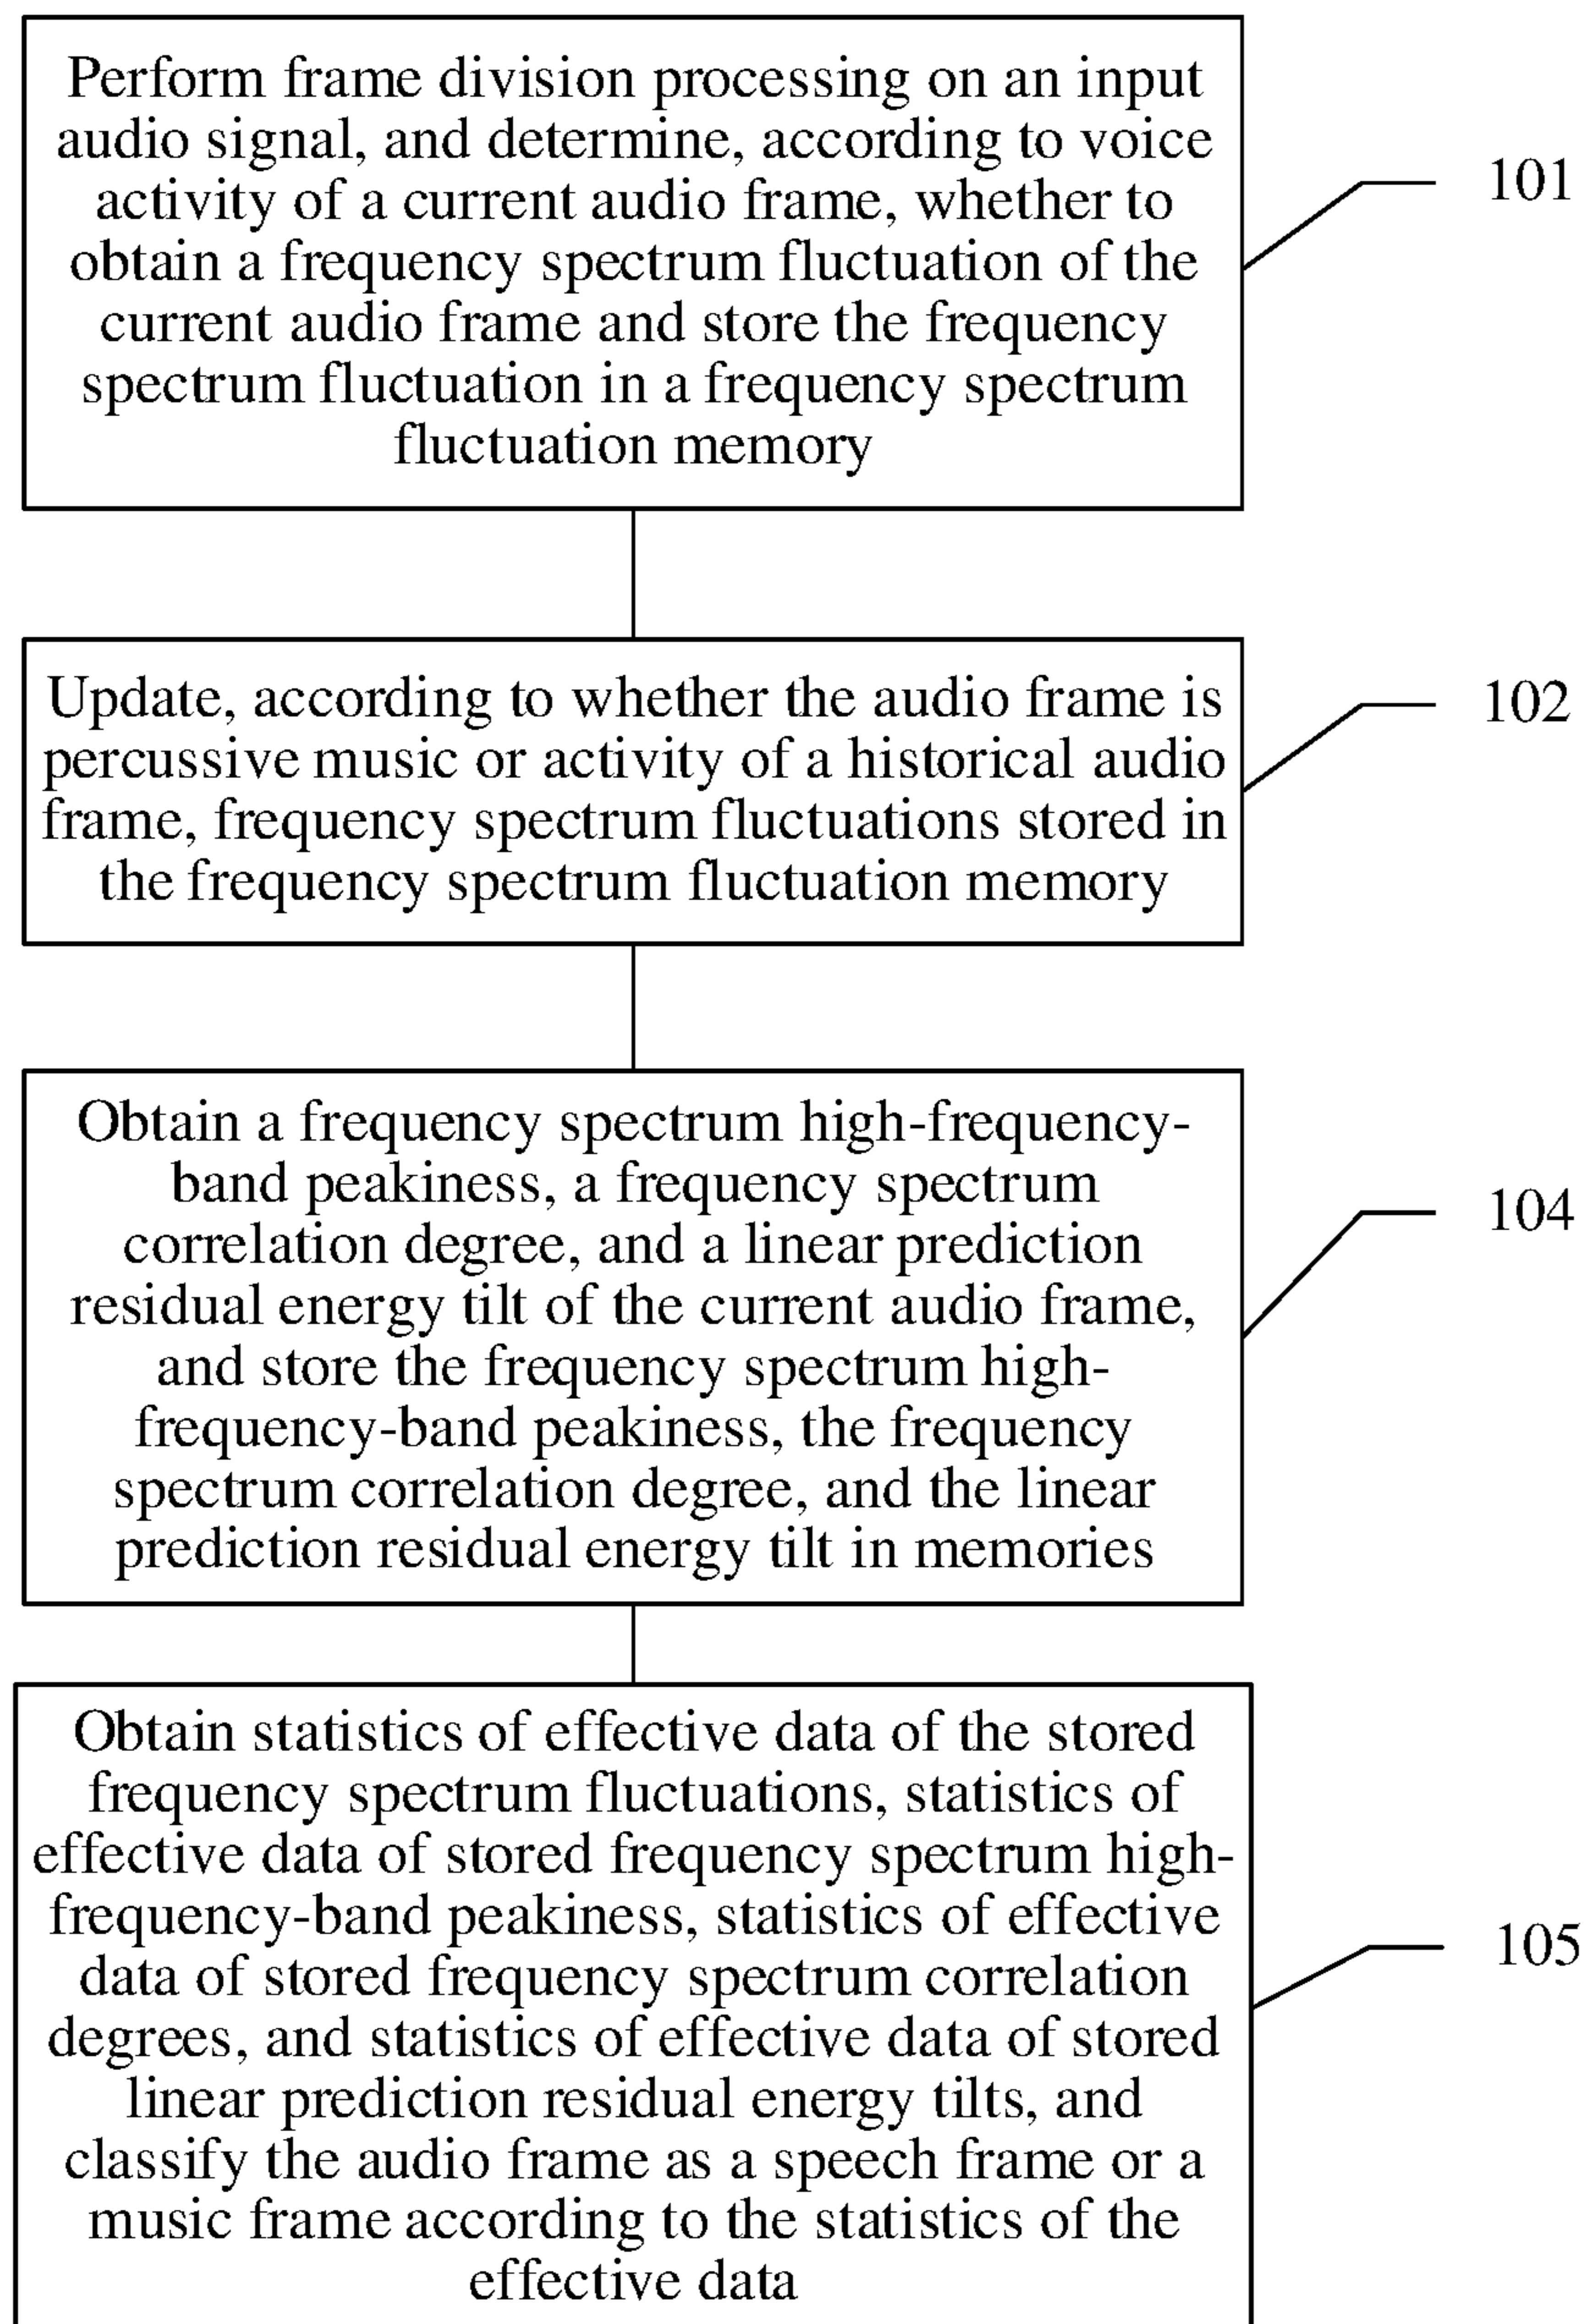 Perform frame division processing on an input
audio signal, and determine, according to voice
activity of a current audio frame, whether to
obtain a frequency spectrum fluctuation of the
current audio frame and store the frequency
spectrum fluctuation in a frequency spectrum
fluctuation memory
101
Update, according to whether the audio frame is
percussive music or activity of a historical audio
frame, frequency spectrum fluctuations stored in
the frequency spectrum fluctuation memory
102
Obtain a frequency spectrum high-frequency-
band peakiness, a frequency spectrum
correlation degree, and a linear prediction
residual energy tilt of the current audio frame,
and store the frequency spectrum high-
frequency-band peakiness, the frequency
spectrum correlation degree, and the linear
prediction residual energy tilt in memories
104
Obtain statistics of effective data of the stored
frequency spectrum fluctuations, statistics of
effective data of stored frequency spectrum high-
frequency-band peakiness, statistics of effective
data of stored frequency spectrum correlation
degrees, and statistics of effective data of stored
linear prediction residual energy tilts, and
classify the audio frame as a speech frame or a
music frame according to the statistics of the
effective data
105